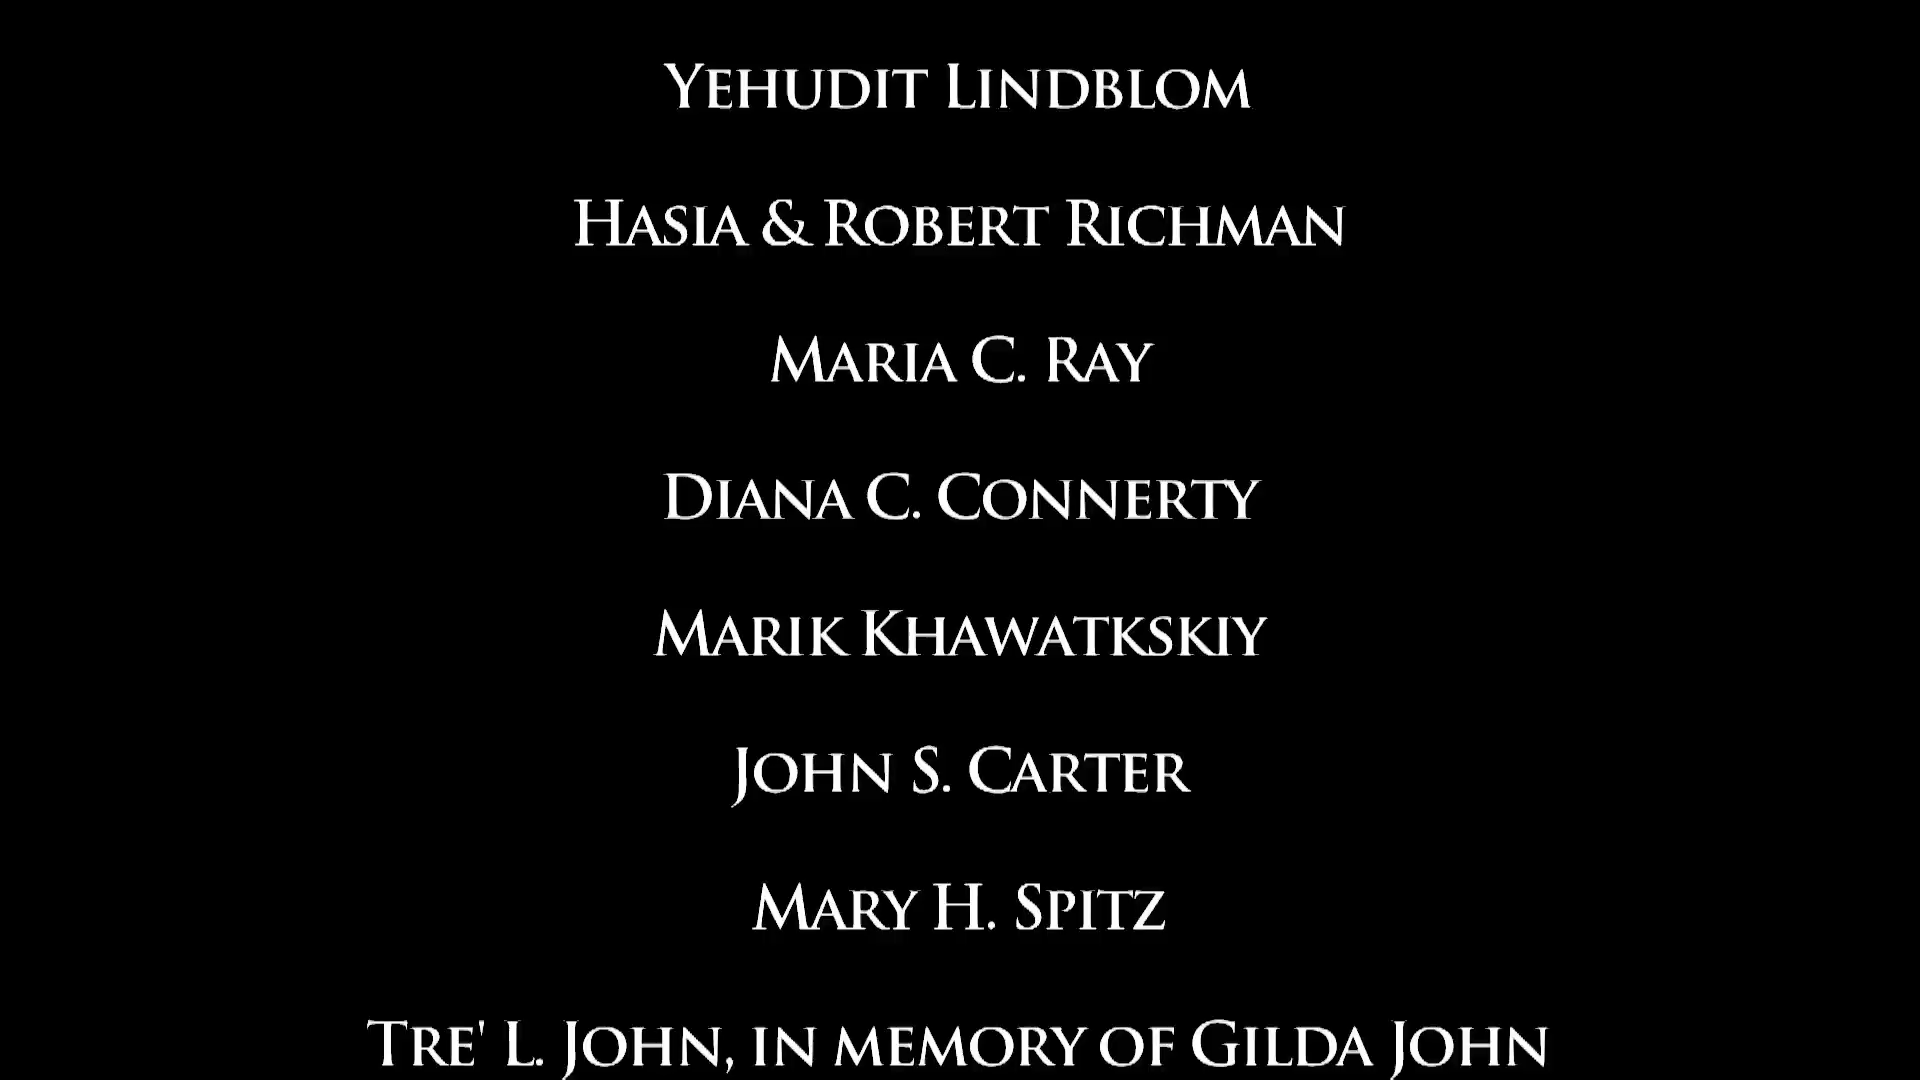 Yehudit Lindblom
Hasia & Robert Richman
Maria C. Ray
Diana C. Connerty
Marik Khawatkskiy
John S. Carter
Mary H. Spitz
Tre' L. John, in memory of Gilda John